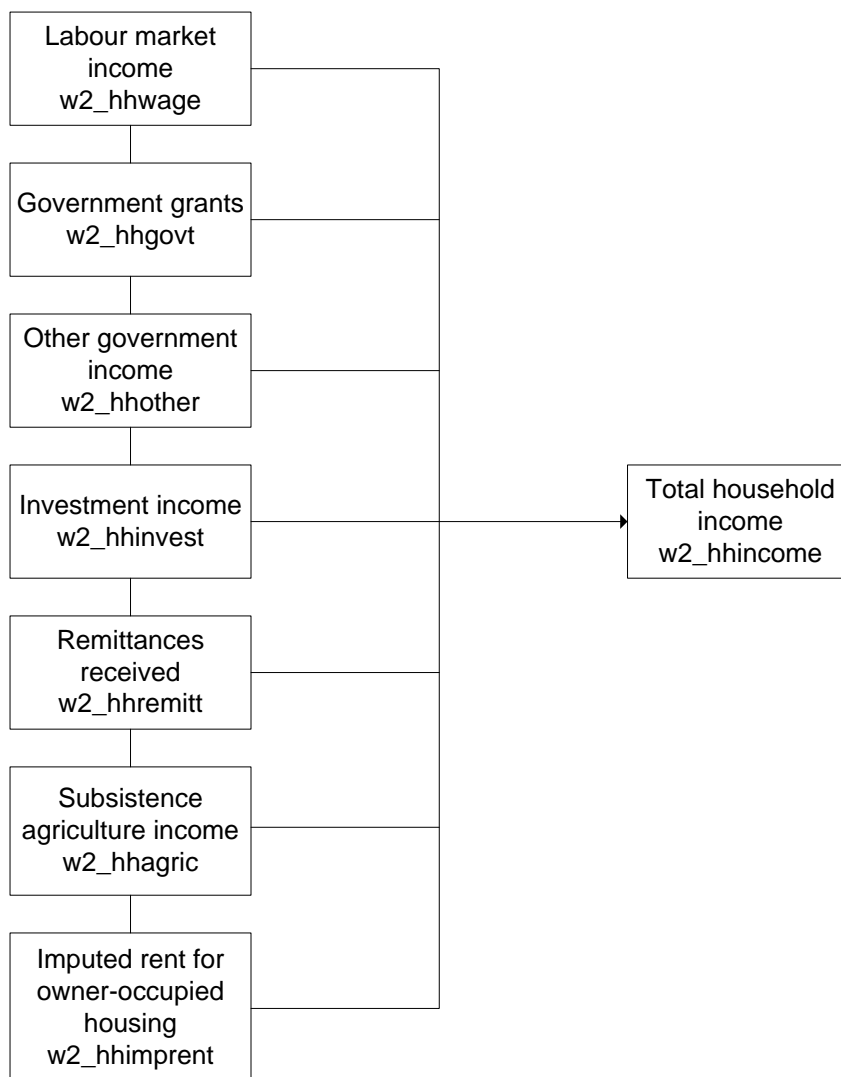 Labour market
income
w2_hhwage
Government grants
w2_hhgovt
Other government
income
w2_hhother
Investment income
w2_hhinvest
Remittances
received
w2_hhremitt
Subsistence
agriculture income
w2_hhagric
Imputed rent for
owner-occupied
housing
w2_hhimprent
Total household
income
w2_hhincome